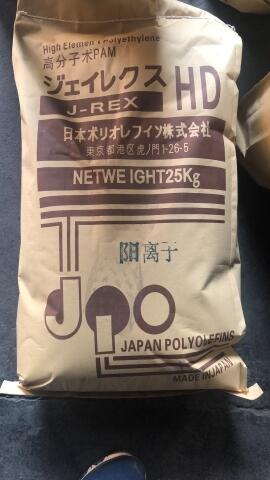 High Element Polyethylene
高分子术PAM
ジェイレクス
HD
J-REX
日本ポリオレフィン株式会社
東京都港区虎ノ門1-26-5
NETWE IGHT25Kg
阳离子
JPO
JAPAN POLYOLEFINS
MADE INJAPAN